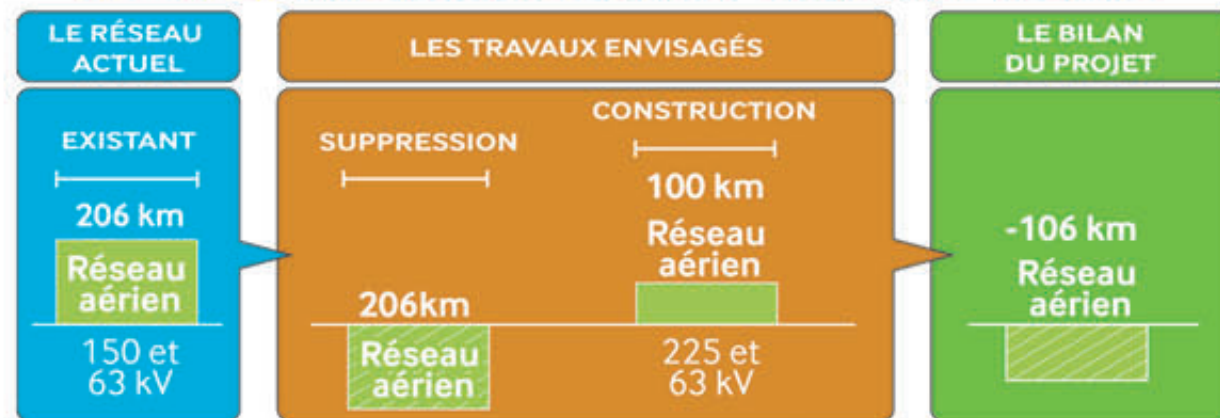 LE RÉSEAU
ACTUEL
LES TRAVAUX ENVISAGÉS
LE BILAN
DU PROJET
EXISTANT
206 km
Réseau
aérien
150 et
63 kV
SUPPRESSION
206km
Réseau
aérien
CONSTRUCTION
100 km
Réseau
aérien
225 et
63 kV
-106 km
Réseau
aérien